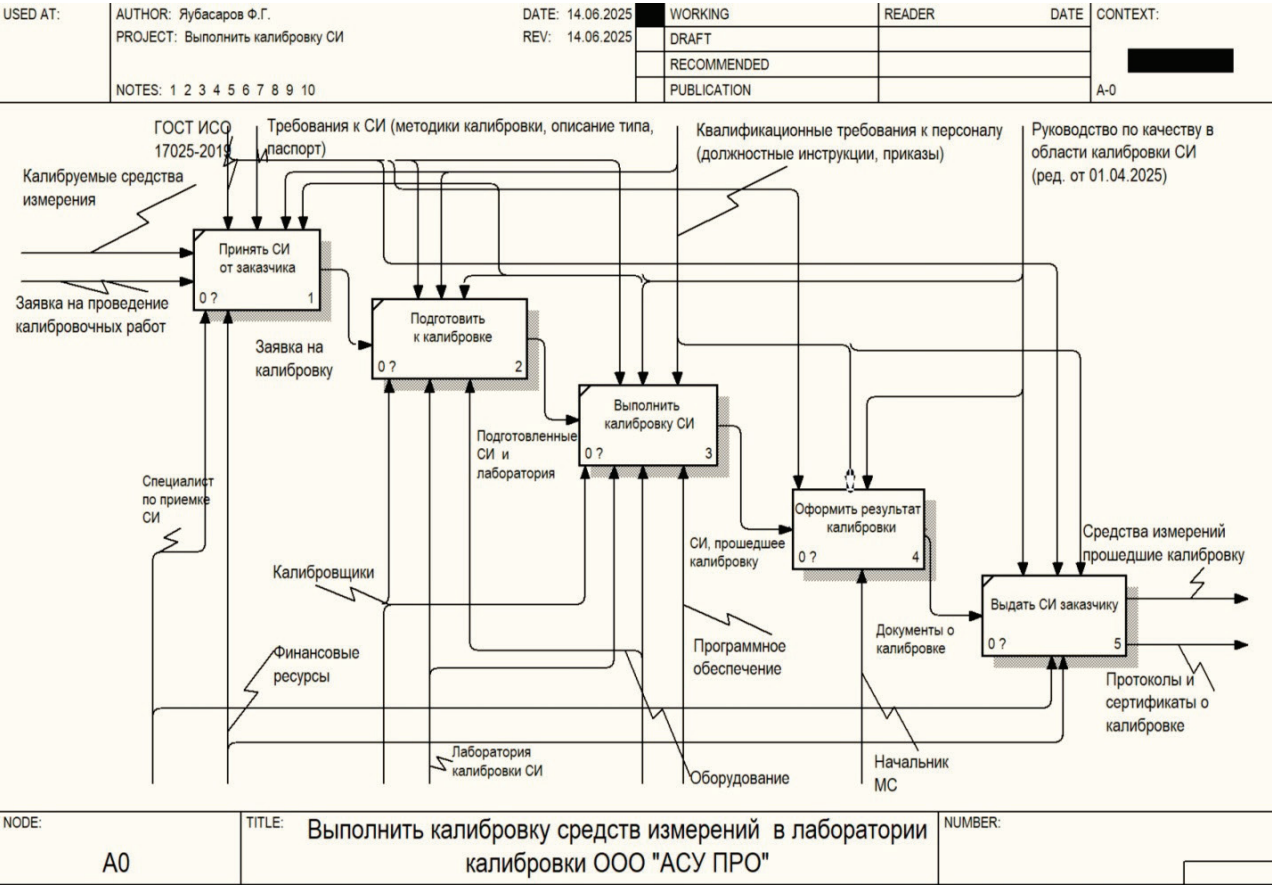 USED AT:
AUTHOR: Яубасаров Ф.Г.
DATE: 14.06.2025
PROJECT: Выполнить калибровку СИ
REV: 14.06.2025
NOTES: 1 2 3 4 5 6 7 8 9 10
WORKING
DRAFT
RECOMMENDED
PUBLICATION
READER
DATE
CONTEXT:
A-0
ГОСТ ИСО
17025-2019
Требования к СИ (методики калибровки, описание типа,
паспорт)
Квалификационные требования к персоналу
(должностные инструкции, приказы)
Руководство по качеству в
области калибровки СИ
(ред. от 01.04.2025)
Калибруемые средства
измерения
Заявка на проведение
калибровочных работ
Принять СИ
от заказчика
0 ?
1
Заявка на
калибровку
Подготовить
к калибровке
0 ?
2
Подготовленные
СИ и
лаборатория
Выполнить
калибровку СИ
0 ?
3
СИ, прошедшее
калибровку
Оформить результат
калибровки
0 ?
4
Документы о
калибровке
Выдать СИ заказчику
0 ?
5
Средства измерений
прошедшие калибровку
Протоколы и
сертификаты о
калибровке
Специалист
по приемке
СИ
Калибровщики
Финансовые
ресурсы
Лаборатория
калибровки СИ
Программное
обеспечение
Оборудование
Начальник
МС
NODE:
A0
TITLE:
Выполнить калибровку средств измерений в лаборатории
калибровки ООО "АСУ ПРО"
NUMBER: